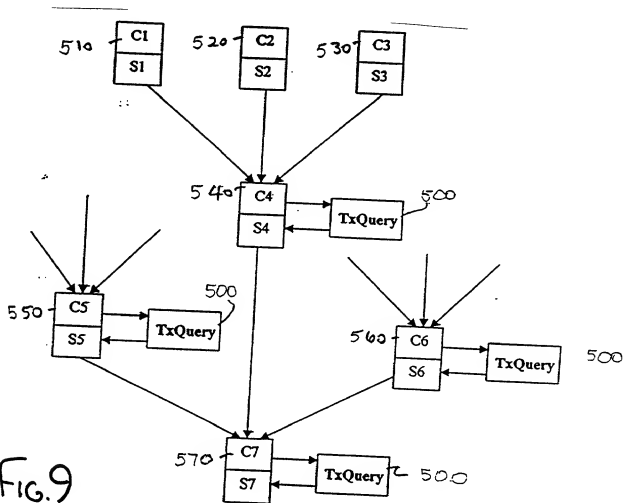 510 C1 520 C2 530 C3
S1 S2 S3
540 C4 TxQuery 500
S4
550 C5 TxQuery 500
S5
560 C6 TxQuery 500
S6
570 C7 TxQuery 500
S7
FIG.9